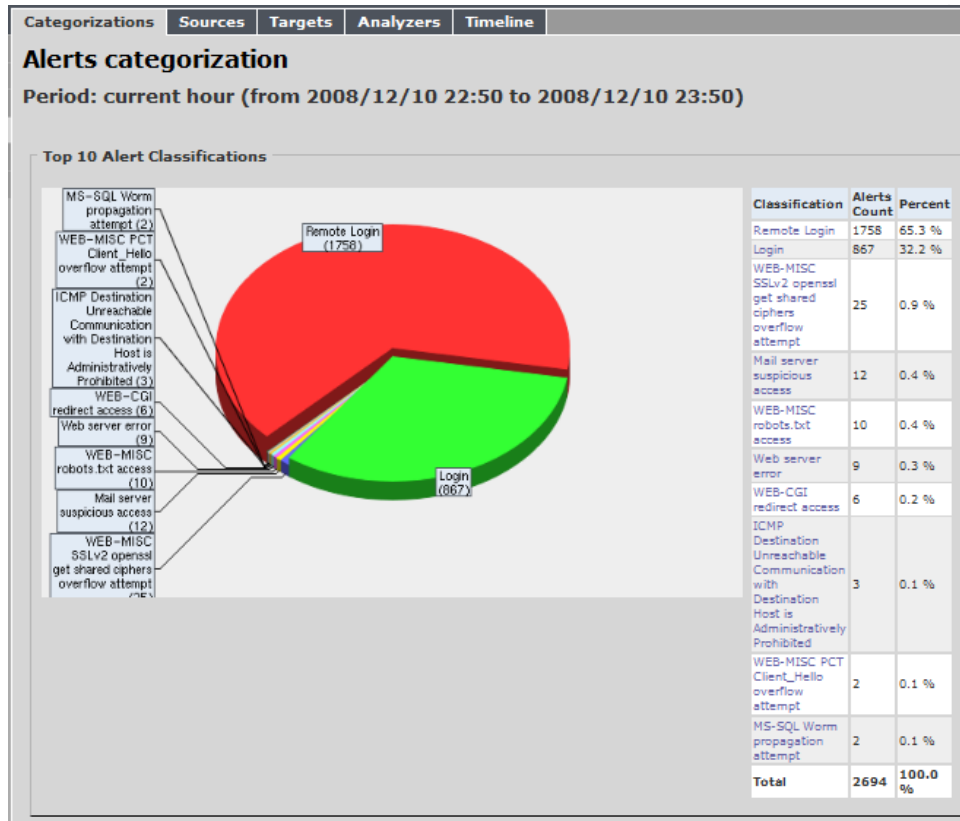 Categorizations Sources Targets Analyzers Timeline
Alerts categorization
Period: current hour (from 2008/12/10 22:50 to 2008/12/10 23:50)
Top 10 Alert Classifications
MS-SQL Worm
propagation
attempt (2)
WEB-MISC PCT
Client_Hello
overflow attempt
(2)
ICMP Destination
Unreachable
Communication
with Destination
Host is
Administratively
Prohibited (3)
WEB-CGI
redirect access (6)
Web server error
(9)
WEB-MISC
robots.txt access
(10)
Mail server
suspicious access
(12)
WEB-MISC
SSLv2 openssl
get shared ciphers
overflow attempt
(25)
Remote Login
(1758)
Login
(867)
Classification Alerts Count Percent
Remote Login 1758 65.3 %
Login 867 32.2 %
WEB-MISC
SSLv2 openssl
get shared
ciphers
overflow
attempt
25 0.9 %
Mail server
suspicious
access
12 0.4 %
WEB-MISC
robots.txt
access
10 0.4 %
Web server
error
9 0.3 %
WEB-CGI
redirect access
6 0.2 %
ICMP
Destination
Unreachable
Communication
with
Destination
Host is
Administratively
Prohibited
3 0.1 %
WEB-MISC PCT
Client_Hello
overflow
attempt
2 0.1 %
MS-SQL Worm
propagation
attempt
2 0.1 %
Total 2694 100.0 %